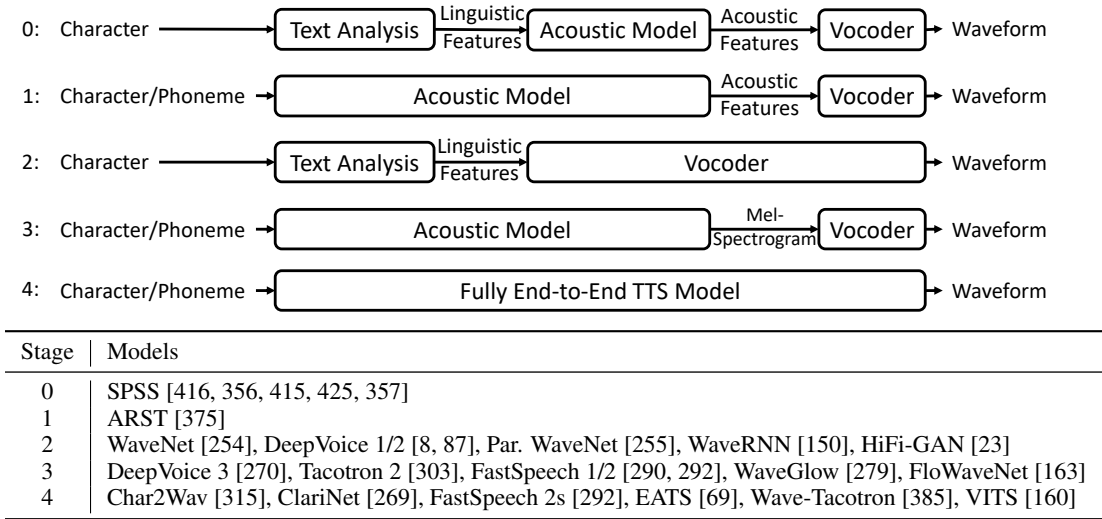 0: Character Text Analysis Linguistic Features Acoustic Model Acoustic Features Vocoder Waveform
1: Character/Phoneme Acoustic Model Acoustic Features Vocoder Waveform
2: Character Text Analysis Linguistic Features Vocoder Waveform
3: Character/Phoneme Acoustic Model Mel-Spectrogram Vocoder Waveform
4: Character/Phoneme Fully End-to-End TTS Model Waveform
Stage Models
0 SPSS [416, 356, 415, 425, 357]
1 ARST [375]
2 WaveNet [254], DeepVoice 1/2 [8, 87], Par. WaveNet [255], WaveRNN [150], HiFi-GAN [23]
3 DeepVoice 3 [270], Tacotron 2 [303], FastSpeech 1/2 [290, 292], WaveGlow [279], FloWaveNet [163]
4 Char2Wav [315], ClariNet [269], FastSpeech 2s [292], EATS [69], Wave-Tacotron [385], VITS [160]